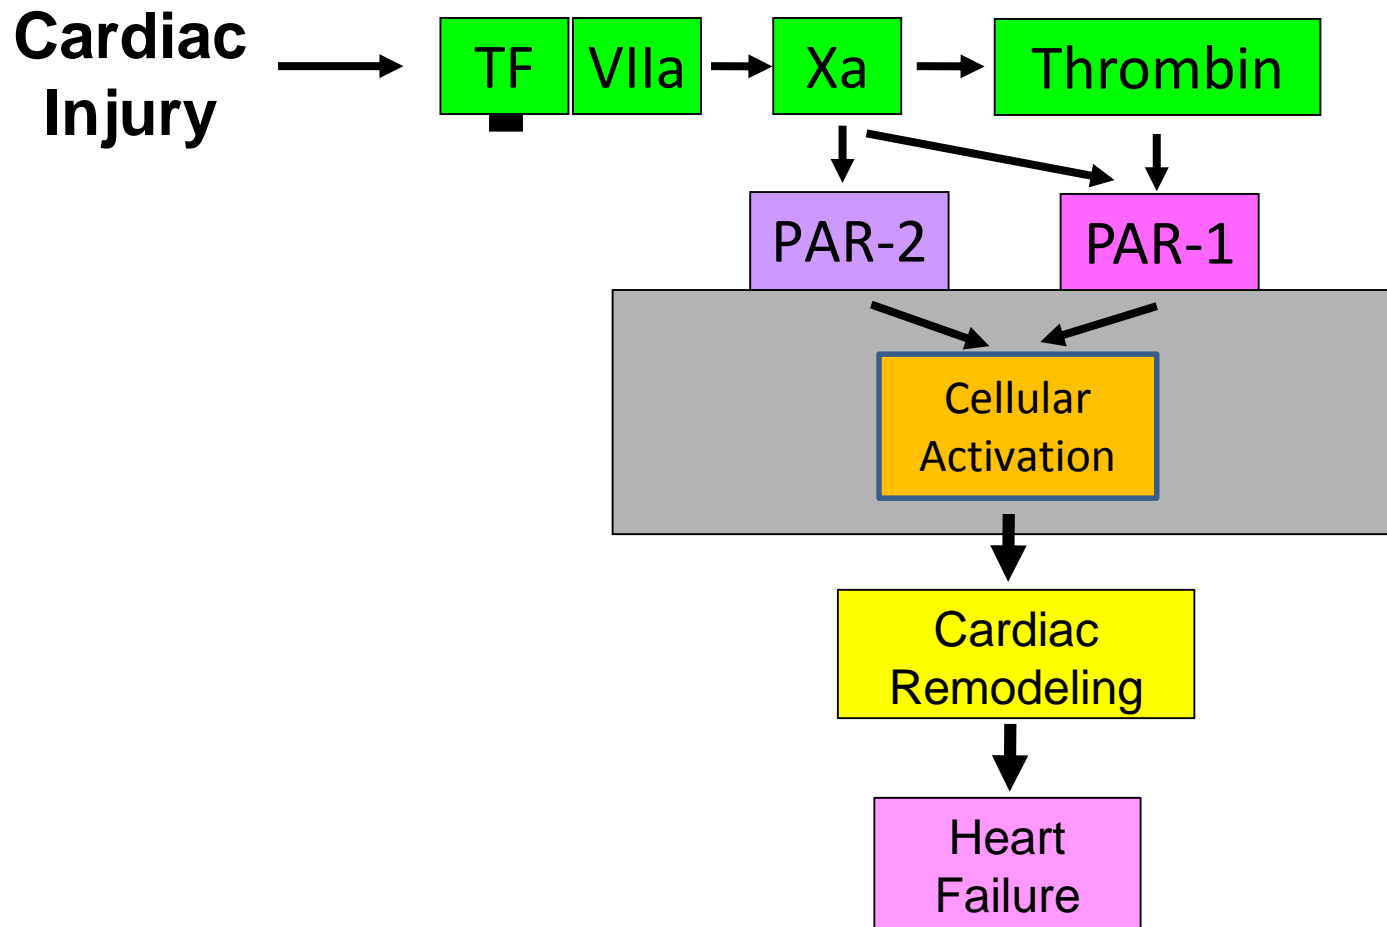 Cardiac
Injury
TF VIIa Xa Thrombin
PAR-2 PAR-1
Cellular
Activation
Cardiac
Remodeling
Heart
Failure